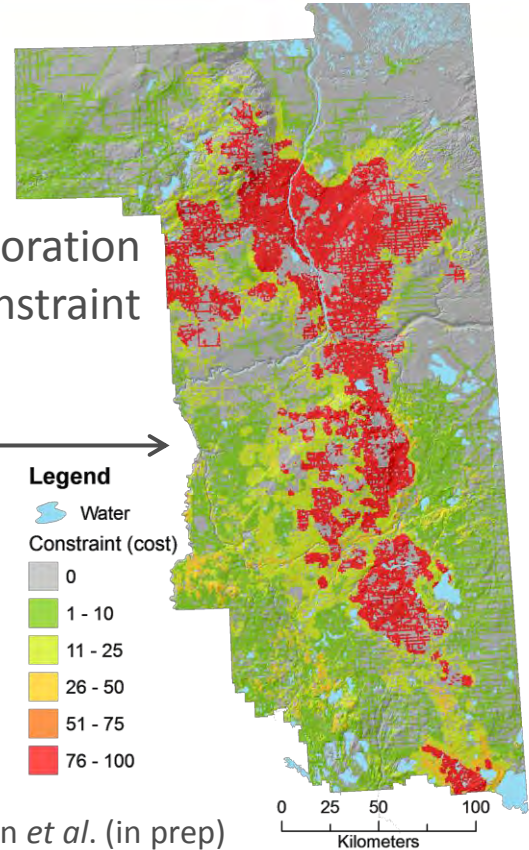 oration
nstraint
Legend
Water
Constraint (cost)
0
1 - 10
11 - 25
26 - 50
51 - 75
76 - 100
n et al. (in prep)
0 25 50 100
Kilometers